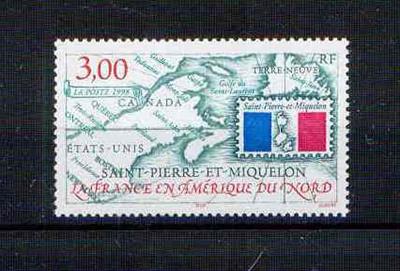 3,00
RF
TERRE-NEUVE
Golfe du
Saint-Laurent
LA POSTE 1998
CANADA
Saint-Pierre-et-Miquelon
ÉTATS-UNIS
SAINT-PIERRE-ET-MIQUELON
LA FRANCE EN AMÉRIQUE DU NORD